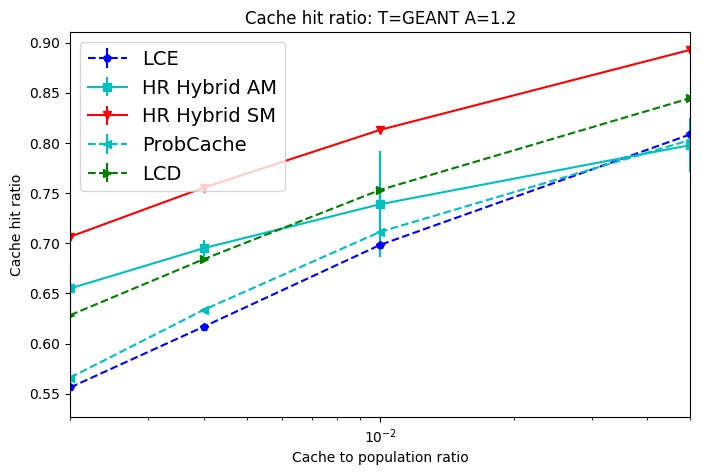 Cache hit ratio: T=GEANT A=1.2
0.90
0.85
0.80
0.75
0.70
0.65
0.60
0.55
Cache hit ratio
LCE
HR Hybrid AM
HR Hybrid SM
ProbCache
LCD
10⁻²
Cache to population ratio